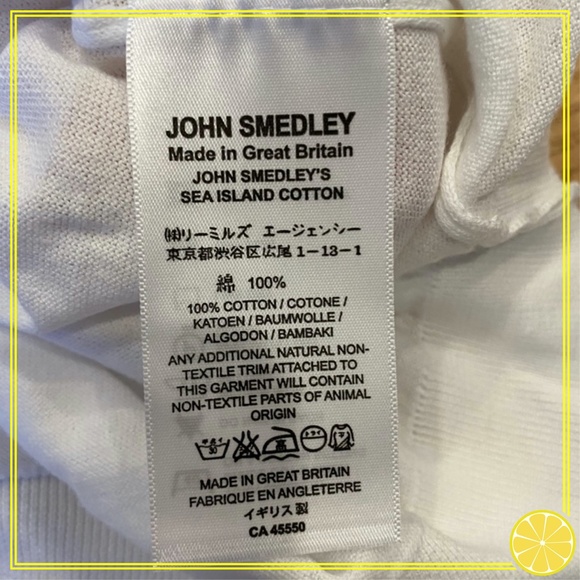 JOHN SMEDLEY
Made in Great Britain
JOHN SMEDLEY'S
SEA ISLAND COTTON
㈱リーミルズ エージェンシー
東京都渋谷区広尾 1-13-1
綿 100%
100% COTTON / COTONE /
KATOEN / BAUMWOLLE /
ALGODON / BAMBAKI
ANY ADDITIONAL NATURAL NON-
TEXTILE TRIM ATTACHED TO
THIS GARMENT WILL CONTAIN
NON-TEXTILE PARTS OF ANIMAL
ORIGIN
ドライ
MADE IN GREAT BRITAIN
FABRIQUE EN ANGLETERRE
イギリス製
CA 45550